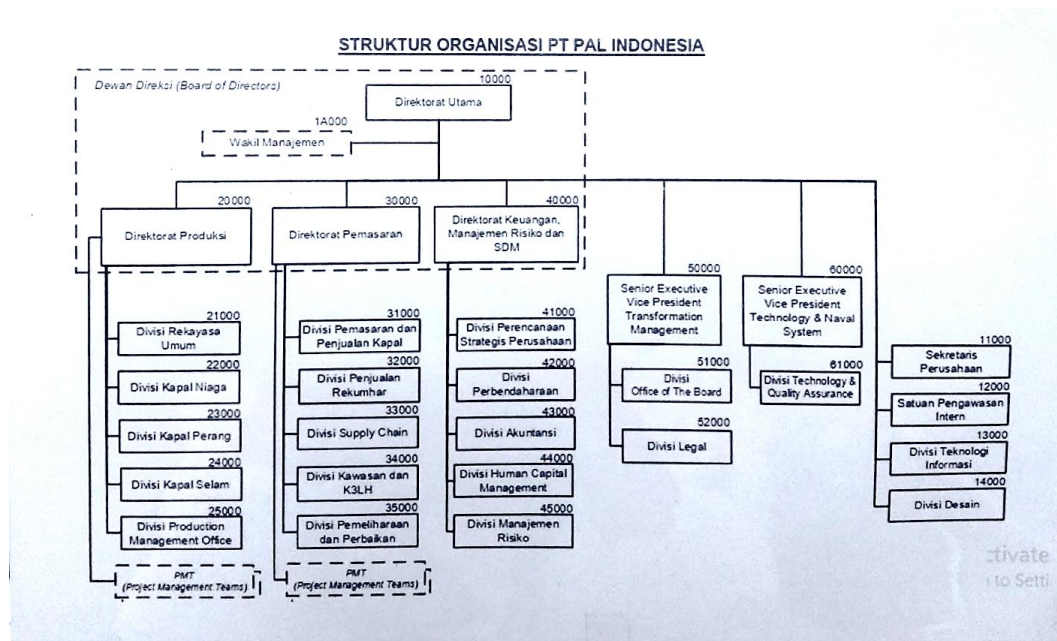 STRUKTUR ORGANISASI PT PAL INDONESIA
Dewan Direksi (Board of Directors)
10000
Direktorat Utama
1A000
Wakil Manajemen
20000
Direktorat Produksi
30000
Direktorat Pemasaran
40000
Direktorat Keuangan,
Manajemen Risiko dan
SDM
50000
Senior Executive
Vice President
Transformation
Management
60000
Senior Executive
Vice President
Technology & Naval
System
21000
Divisi Rekayasa
Umum
22000
Divisi Kapal Niaga
23000
Divisi Kapal Perang
24000
Divisi Kapal Selam
25000
Divisi Production
Management Office
PMT
(Project Management Teams)
31000
Divisi Pemasaran dan
Penjualan Kapal
32000
Divisi Penjualan
Rekumhar
33000
Divisi Supply Chain
34000
Divisi Kawasan dan
K3LH
35000
Divisi Pemeliharaan
dan Perbaikan
PMT
(Project Management Teams)
41000
Divisi Perencanaan
Strategis Perusahaan
42000
Divisi
Perbendaharaan
43000
Divisi Akuntansi
44000
Divisi Human Capital
Management
45000
Divisi Manajemen
Risiko
51000
Divisi
Office of The Board
52000
Divisi Legal
61000
Divisi Technology &
Quality Assurance
11000
Sekretaris
Perusahaan
12000
Satuan Pengawasan
Intern
13000
Divisi Teknologi
Informasi
14000
Divisi Desain
ctivate
to Setti